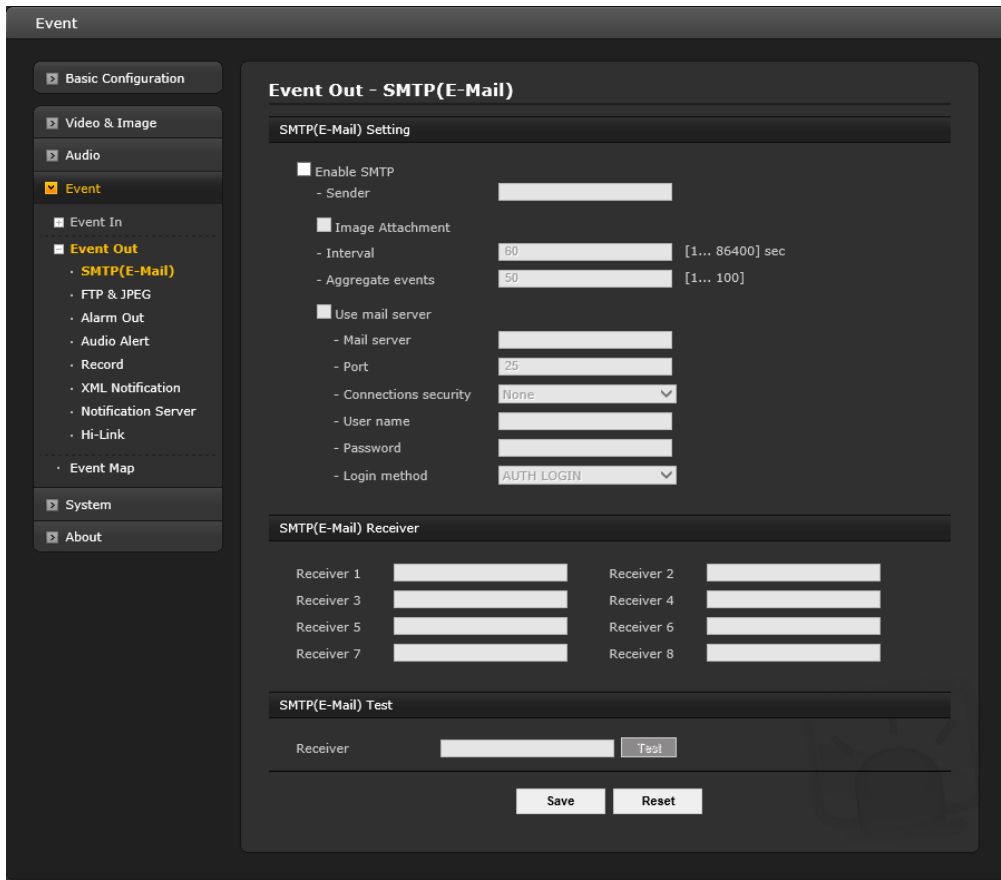 Event
Basic Configuration
Video & Image
Audio
Event
Event In
Event Out
· SMTP(E-Mail)
· FTP & JPEG
· Alarm Out
· Audio Alert
· Record
· XML Notification
· Notification Server
· Hi-Link
· Event Map
System
About
Event Out - SMTP(E-Mail)
SMTP(E-Mail) Setting
Enable SMTP
- Sender
Image Attachment
- Interval 60 [1... 86400] sec
- Aggregate events 50 [1... 100]
Use mail server
- Mail server
- Port 25
- Connections security None
- User name
- Password
- Login method AUTH LOGIN
SMTP(E-Mail) Receiver
Receiver 1 Receiver 2
Receiver 3 Receiver 4
Receiver 5 Receiver 6
Receiver 7 Receiver 8
SMTP(E-Mail) Test
Receiver Test
Save Reset